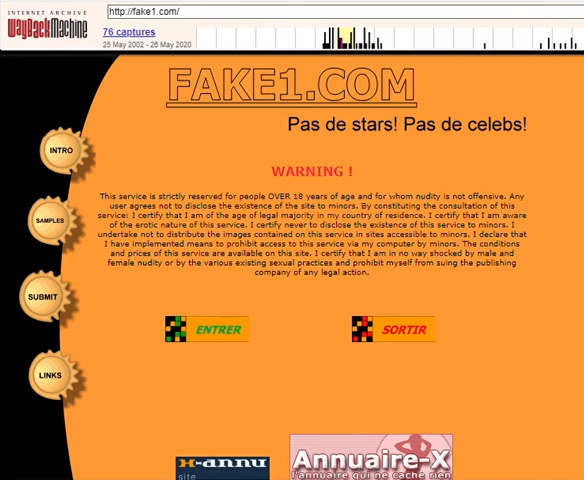 INTERNET ARCHIVE
WayBackMachine
http://fake1.com/
76 captures
25 May 2002 - 26 May 2020
FAKE1.COM
Pas de stars! Pas de celebs!
INTRO
SAMPLES
SUBMIT
LINKS
WARNING !
This service is strictly reserved for people OVER 18 years of age and for whom nudity is not offensive. Any
user agrees not to disclose the existence of the site to minors. By constituting the consultation of this
service: I certify that I am of the age of legal majority in my country of residence. I certify that I am aware
of the erotic nature of this service. I certify never to disclose the existence of this service to minors. I
undertake not to distribute the images contained on this service in sites accessible to minors. I declare that
I have implemented means to prohibit access to this service via my computer by minors. The conditions
and prices of this service are available on this site. I certify that I am in no way shocked by male and
female nudity or by the various existing sexual practices and prohibit myself from suing the publishing
company of any legal action.
ENTRER
SORTIR
x-annu
site
Annuaire-X
l'annuaire qui ne cache rien